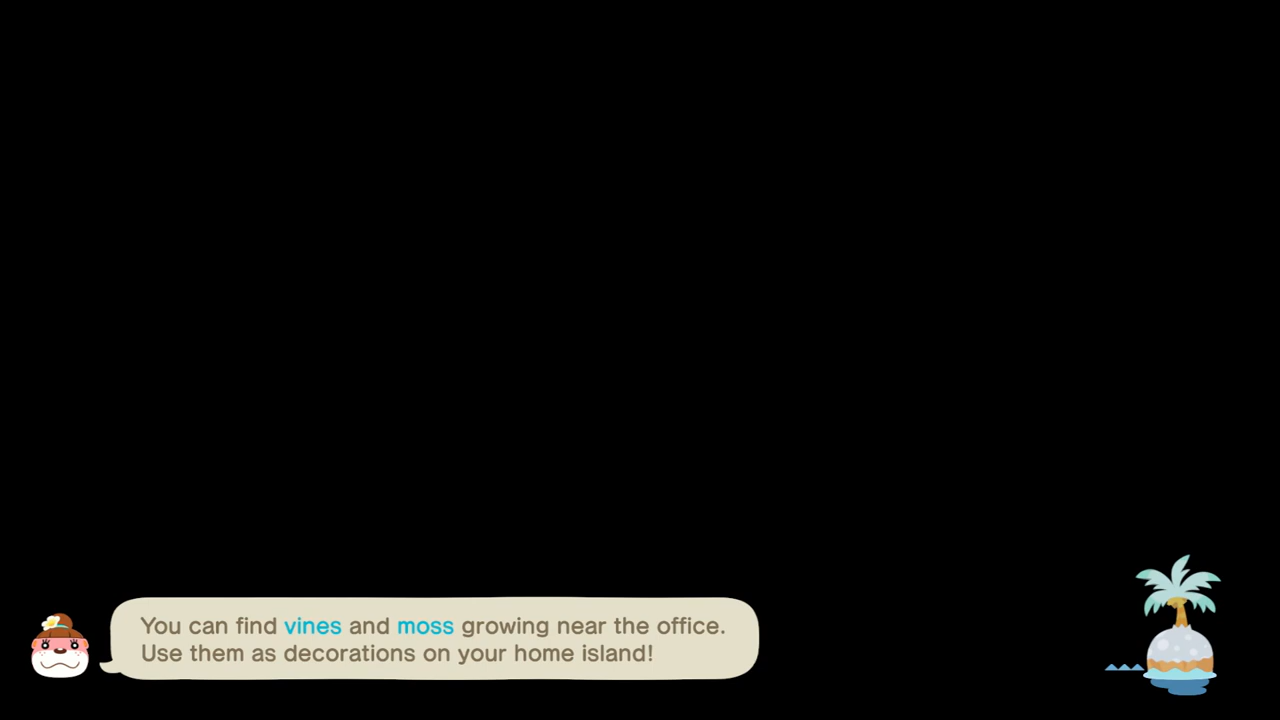 You can find vines and moss growing near the office.
Use them as decorations on your home island!